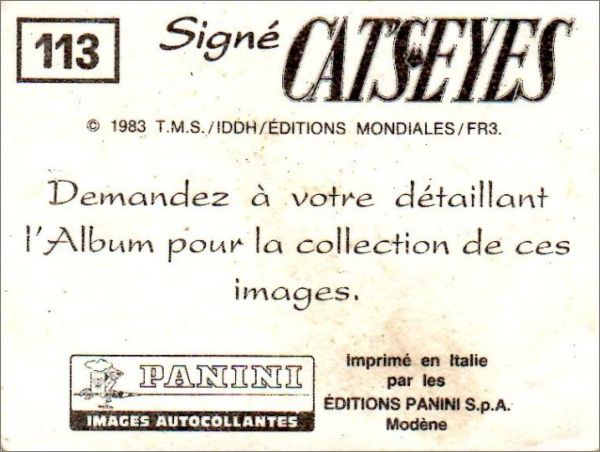 113
Signé CAT'S EYES
© 1983 T.M.S./IDDH/ÉDITIONS MONDIALES/FR3.
Demandez à votre détaillant
l'Album pour la collection de ces
images.
PANINI
IMAGES AUTOCOLLANTES
Imprimé en Italie
par les
ÉDITIONS PANINI S.p.A.
Modène